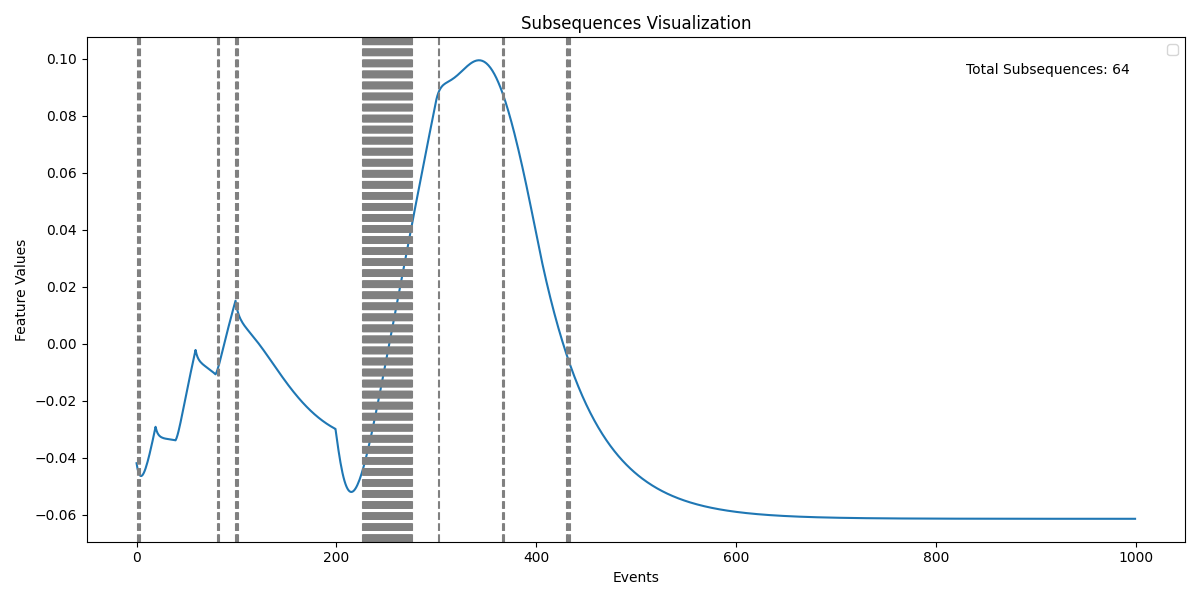 Subsequences Visualization
Total Subsequences: 64
Feature Values
0.10
0.08
0.06
0.04
0.02
0.00
−0.02
−0.04
−0.06
0 200 400 600 800 1000
Events